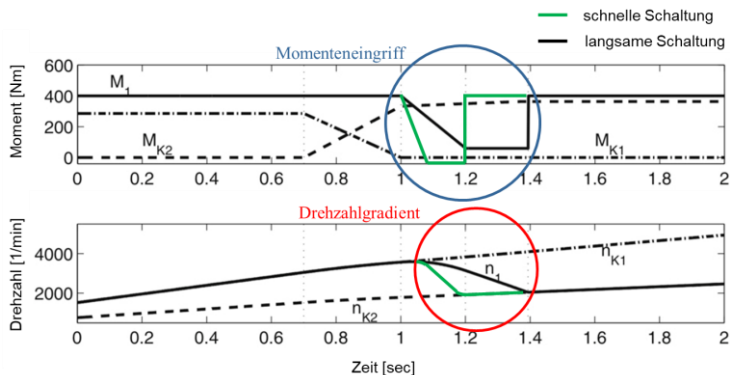 schnelle Schaltung
langsame Schaltung
Momenteneingriff
Moment [Nm]
600
400
200
0
M1
MK2
MK1
0 0.2 0.4 0.6 0.8 1 1.2 1.4 1.6 1.8 2
Drehzahlgradient
Drehzahl [1/min]
4000
2000
nK1
n1
nK2
0 0.2 0.4 0.6 0.8 1 1.2 1.4 1.6 1.8 2
Zeit [sec]